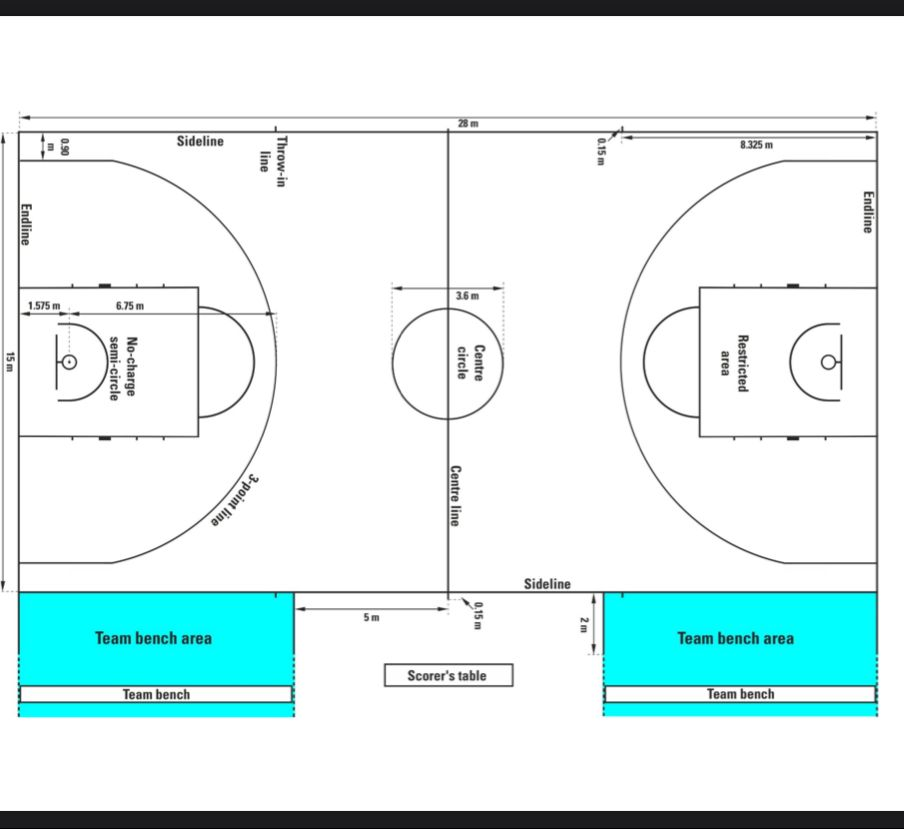 28 m
Sideline
Throw-in
line
0.15 m
8.325 m
0.90
m
Endline
Endline
1.575 m
6.75 m
3.6 m
No-charge
semi-circle
Centre
circle
Restricted
area
15 m
3-point line
Centre line
Sideline
5 m
0.15 m
2 m
Team bench area
Team bench area
Scorer's table
Team bench
Team bench